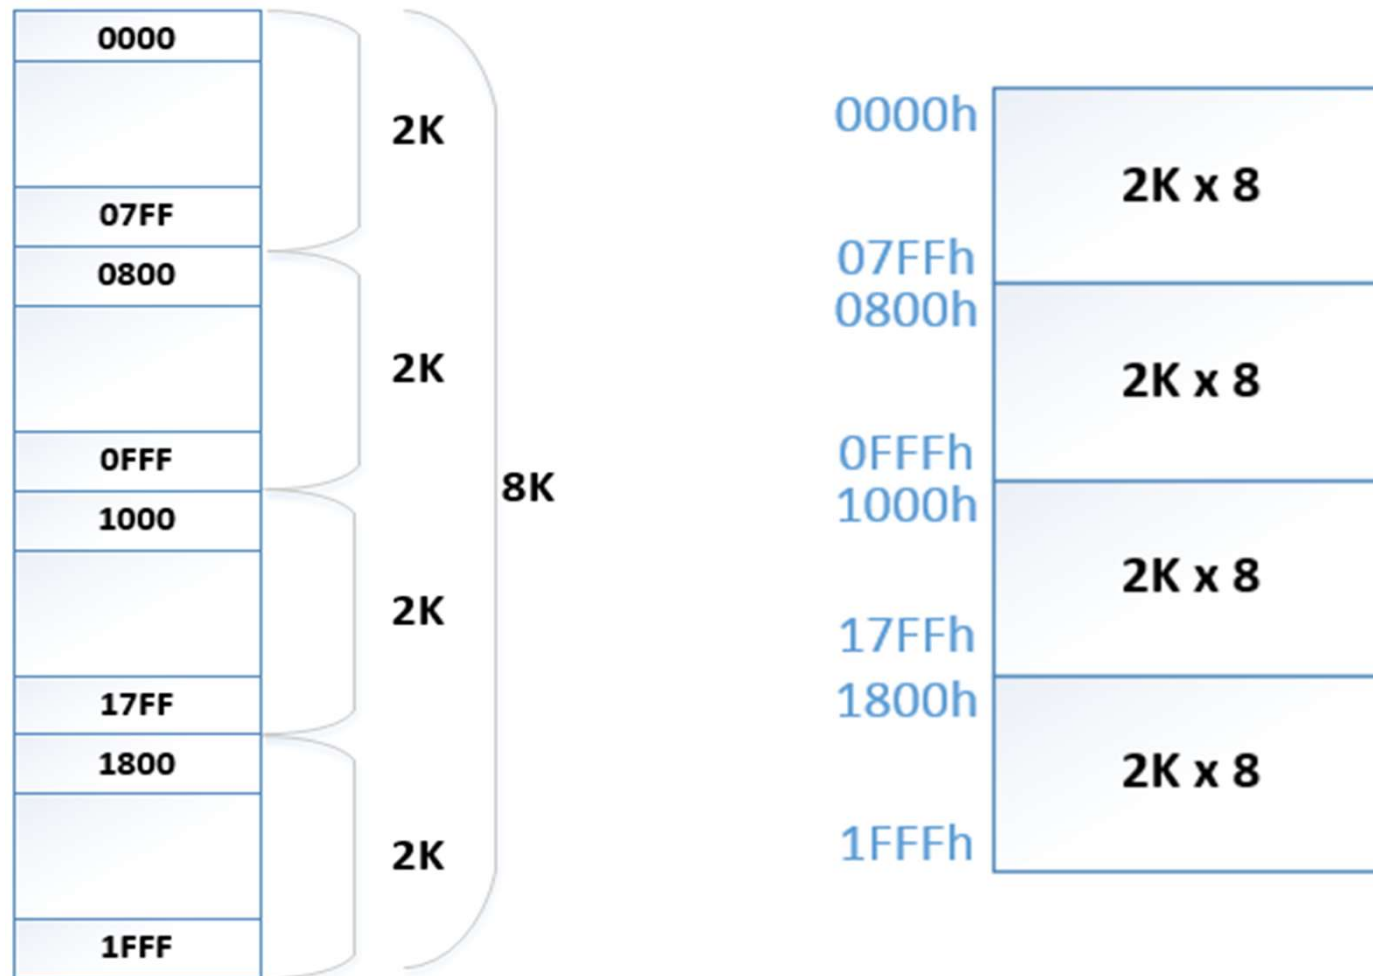 0000
2K
07FF
0800
2K
0FFF
8K
1000
2K
17FF
1800
2K
1FFF
0000h
2K x 8
07FFh
0800h
2K x 8
0FFFh
1000h
2K x 8
17FFh
1800h
2K x 8
1FFFh